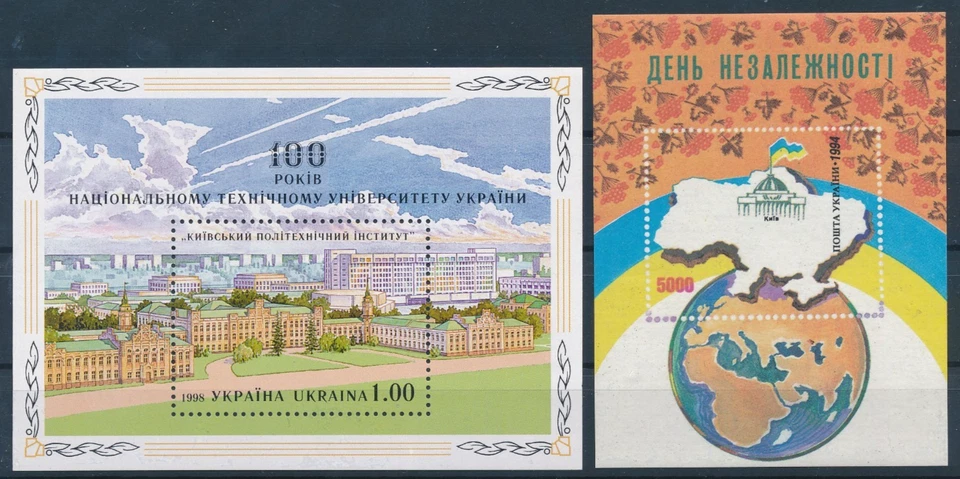 100
РОКІВ
НАЦІОНАЛЬНОМУ ТЕХНІЧНОМУ УНІВЕРСИТЕТУ УКРАЇНИ
„КИЇВСЬКИЙ ПОЛІТЕХНІЧНИЙ ІНСТИТУТ"
1998 УКРАЇНА UKRAINA 1.00
ДЕНЬ НЕЗАЛЕЖНОСТІ
Київ
ПОШТА УКРАЇНИ • 1994
5000